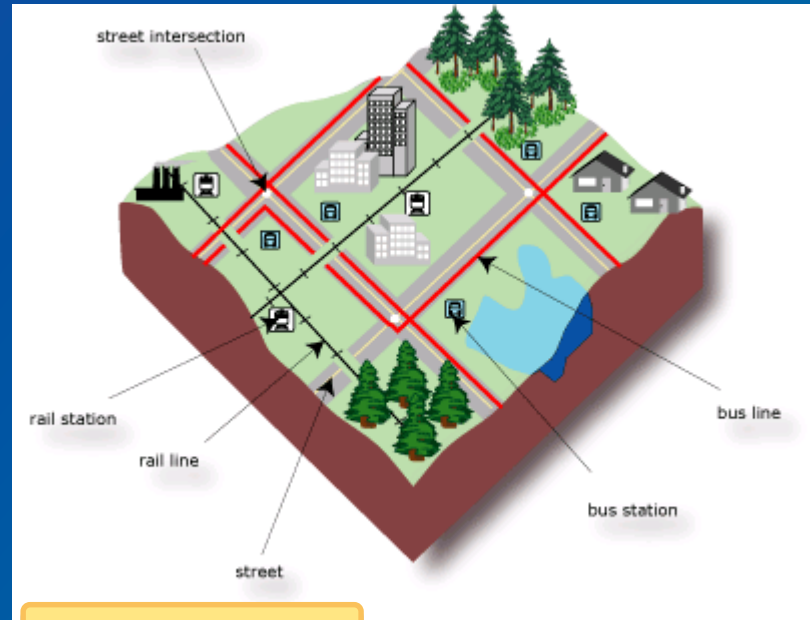 street intersection
rail station
rail line
street
bus line
bus station